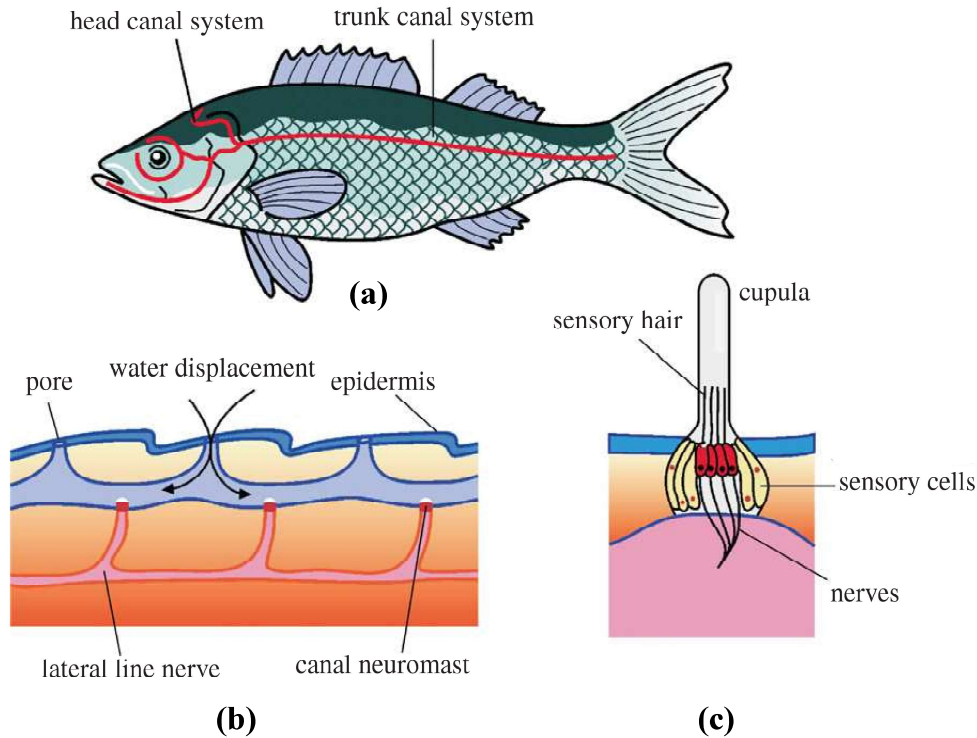 head canal system
trunk canal system
(a)
cupula
sensory hair
water displacement
pore
epidermis
sensory cells
nerves
lateral line nerve
canal neuromast
(b)
(c)